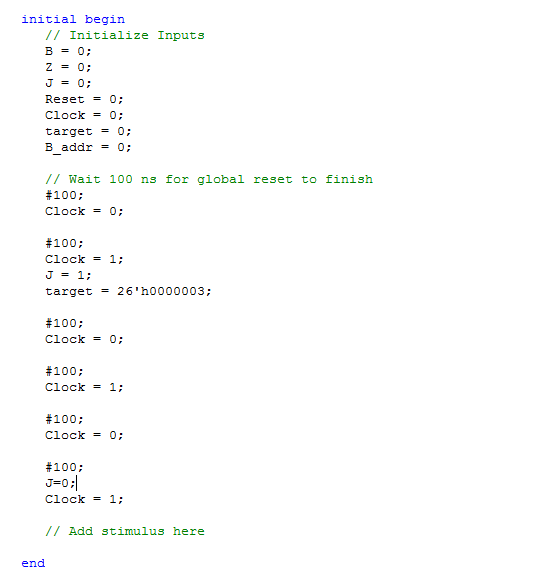 initial begin
// Initialize Inputs
B = 0;
Z = 0;
J = 0;
Reset = 0;
Clock = 0;
target = 0;
B_addr = 0;
// Wait 100 ns for global reset to finish
#100;
Clock = 0;
#100;
Clock = 1;
J = 1;
target = 26'h0000003;
#100;
Clock = 0;
#100;
Clock = 1;
#100;
Clock = 0;
#100;
J=0;
Clock = 1;
// Add stimulus here
end